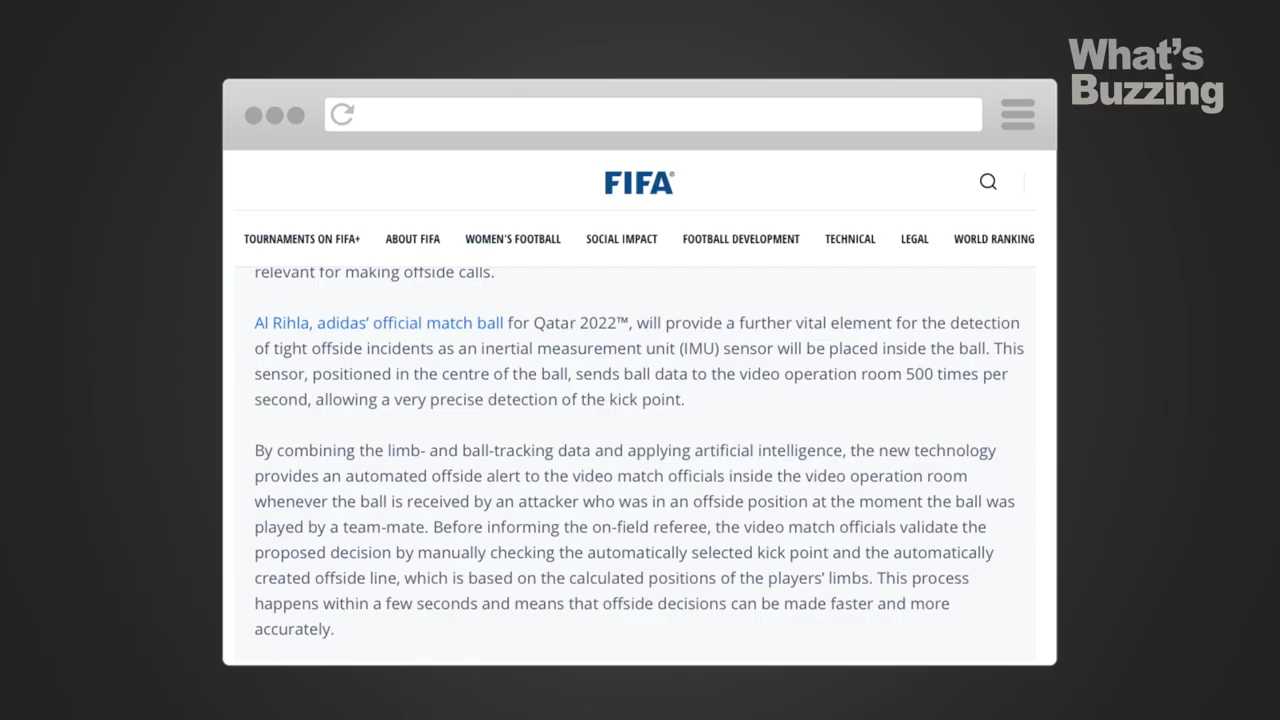 What's
Buzzing
FIFA®
TOURNAMENTS ON FIFA+ ABOUT FIFA WOMEN'S FOOTBALL SOCIAL IMPACT FOOTBALL DEVELOPMENT TECHNICAL LEGAL WORLD RANKING
relevant for making offside calls.
Al Rihla, adidas’ official match ball for Qatar 2022™, will provide a further vital element for the detection
of tight offside incidents as an inertial measurement unit (IMU) sensor will be placed inside the ball. This
sensor, positioned in the centre of the ball, sends ball data to the video operation room 500 times per
second, allowing a very precise detection of the kick point.
By combining the limb- and ball-tracking data and applying artificial intelligence, the new technology
provides an automated offside alert to the video match officials inside the video operation room
whenever the ball is received by an attacker who was in an offside position at the moment the ball was
played by a team-mate. Before informing the on-field referee, the video match officials validate the
proposed decision by manually checking the automatically selected kick point and the automatically
created offside line, which is based on the calculated positions of the players’ limbs. This process
happens within a few seconds and means that offside decisions can be made faster and more
accurately.